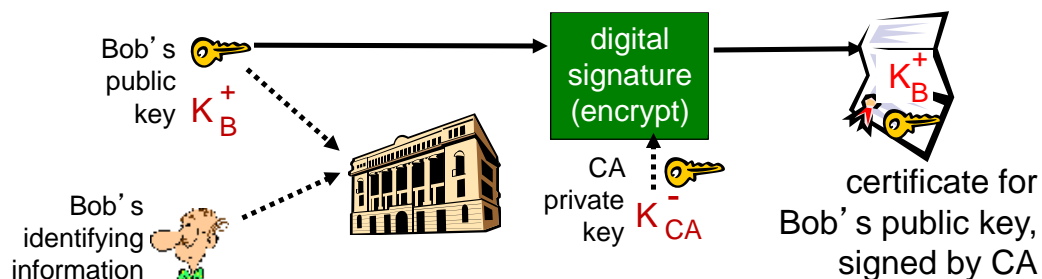 Bob’s
public
key K B +
digital
signature
(encrypt)
K B +
CA
private
key K CA -
certificate for
Bob’s public key,
signed by CA
Bob’s
identifying
information